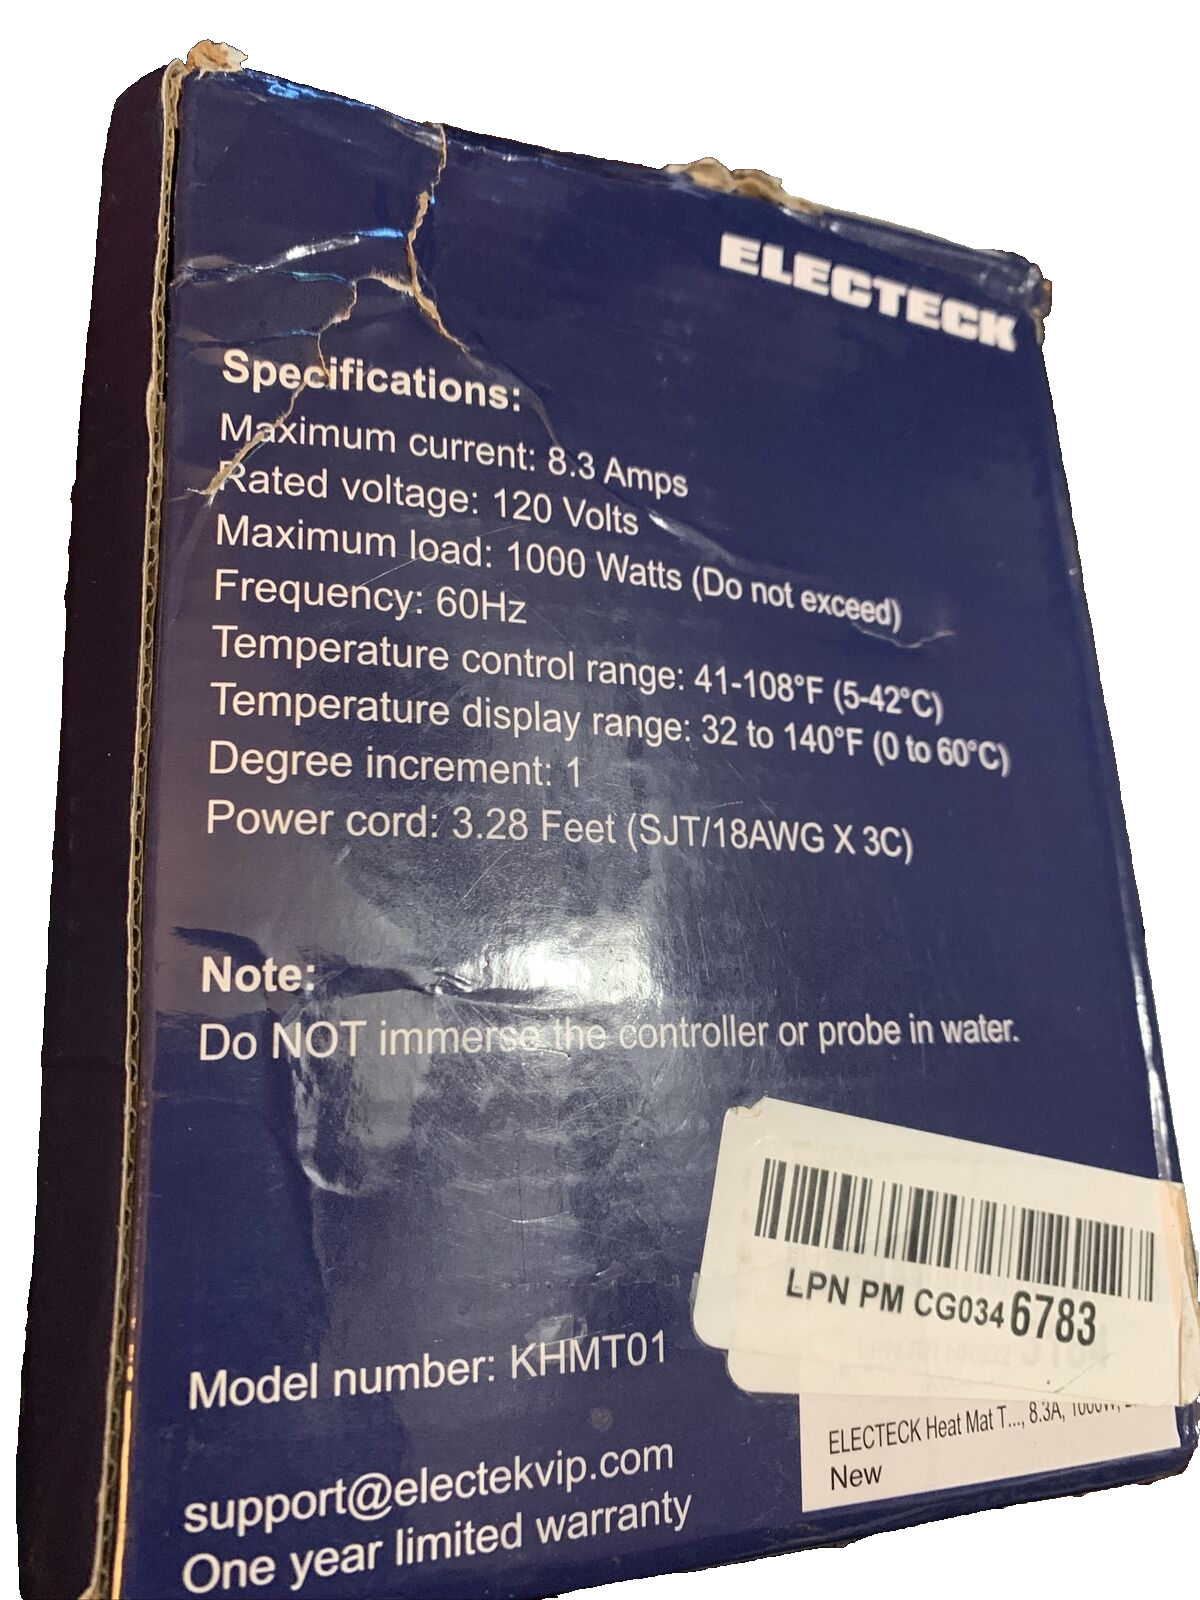 ELECTECK
Specifications:
Maximum current: 8.3 Amps
Rated voltage: 120 Volts
Maximum load: 1000 Watts (Do not exceed)
Frequency: 60Hz
Temperature control range: 41-108°F (5-42°C)
Temperature display range: 32 to 140°F (0 to 60°C)
Degree increment: 1
Power cord: 3.28 Feet (SJT/18AWG X 3C)
Note:
Do NOT immerse the controller or probe in water.
LPN PM CG034 6783
Model number: KHMT01
ELECTECK Heat Mat T..., 8.3A, 1000W,
New
support@electekvip.com
One year limited warranty